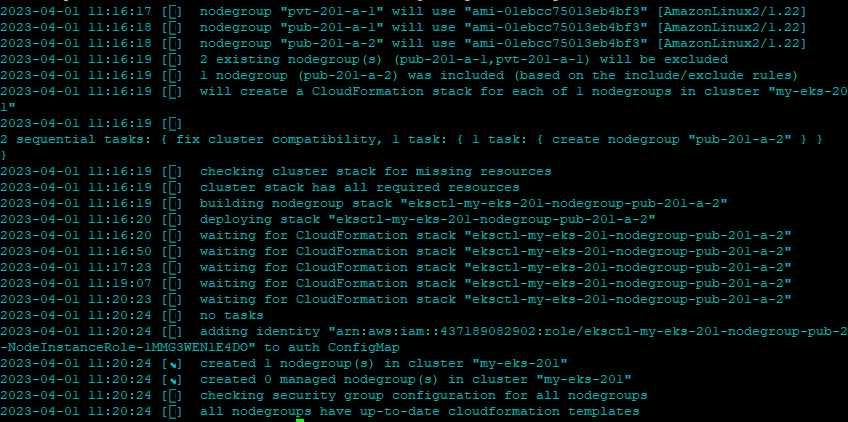 2023-04-01 11:16:17 [ ]  nodegroup "pvt-201-a-1" will use "ami-01ebcc75013eb4bf3" [AmazonLinux2/1.22]
2023-04-01 11:16:18 [ ]  nodegroup "pub-201-a-1" will use "ami-01ebcc75013eb4bf3" [AmazonLinux2/1.22]
2023-04-01 11:16:18 [ ]  nodegroup "pub-201-a-2" will use "ami-01ebcc75013eb4bf3" [AmazonLinux2/1.22]
2023-04-01 11:16:19 [ ]  2 existing nodegroup(s) (pub-201-a-1,pvt-201-a-1) will be excluded
2023-04-01 11:16:19 [ ]  1 nodegroup (pub-201-a-2) was included (based on the include/exclude rules)
2023-04-01 11:16:19 [ ]  will create a CloudFormation stack for each of 1 nodegroups in cluster "my-eks-20
1"
2023-04-01 11:16:19 [ ]
2 sequential tasks: { fix cluster compatibility, 1 task: { 1 task: { create nodegroup "pub-201-a-2" } }
}
2023-04-01 11:16:19 [ ]  checking cluster stack for missing resources
2023-04-01 11:16:19 [ ]  cluster stack has all required resources
2023-04-01 11:16:19 [ ]  building nodegroup stack "eksctl-my-eks-201-nodegroup-pub-201-a-2"
2023-04-01 11:16:20 [ ]  deploying stack "eksctl-my-eks-201-nodegroup-pub-201-a-2"
2023-04-01 11:16:20 [ ]  waiting for CloudFormation stack "eksctl-my-eks-201-nodegroup-pub-201-a-2"
2023-04-01 11:16:50 [ ]  waiting for CloudFormation stack "eksctl-my-eks-201-nodegroup-pub-201-a-2"
2023-04-01 11:17:23 [ ]  waiting for CloudFormation stack "eksctl-my-eks-201-nodegroup-pub-201-a-2"
2023-04-01 11:19:07 [ ]  waiting for CloudFormation stack "eksctl-my-eks-201-nodegroup-pub-201-a-2"
2023-04-01 11:20:23 [ ]  waiting for CloudFormation stack "eksctl-my-eks-201-nodegroup-pub-201-a-2"
2023-04-01 11:20:24 [ ]  no tasks
2023-04-01 11:20:24 [ ]  adding identity "arn:aws:iam::437189082902:role/eksctl-my-eks-201-nodegroup-pub-2
-NodeInstanceRole-1MMG3WEN1E4DO" to auth ConfigMap
2023-04-01 11:20:24 [✔]  created 1 nodegroup(s) in cluster "my-eks-201"
2023-04-01 11:20:24 [✔]  created 0 managed nodegroup(s) in cluster "my-eks-201"
2023-04-01 11:20:24 [ ]  checking security group configuration for all nodegroups
2023-04-01 11:20:24 [ ]  all nodegroups have up-to-date cloudformation templates